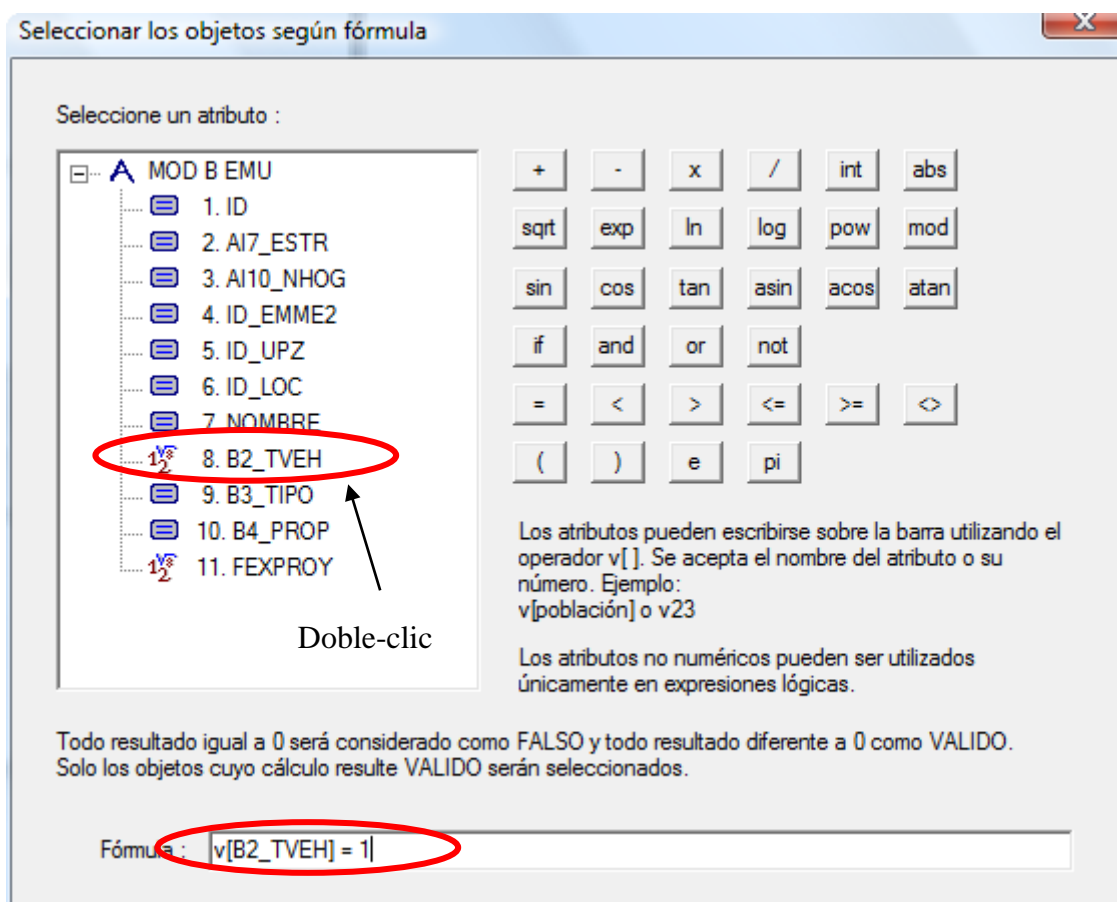 Seleccionar los objetos según fórmula
X
Seleccione un atributo :
MOD B EMU
1. ID
2. AI7_ESTR
3. AI10_NHOG
4. ID_EMME2
5. ID_UPZ
6. ID_LOC
7. NOMBRE
8. B2_TVEH
9. B3_TIPO
10. B4_PROP
11. FEXPROY
Doble-clic
+ - x / int abs
sqrt exp ln log pow mod
sin cos tan asin acos atan
if and or not
= < > <= >= <>
( ) e pi
Los atributos pueden escribirse sobre la barra utilizando el
operador v[ ]. Se acepta el nombre del atributo o su
número. Ejemplo:
v[población] o v23
Los atributos no numéricos pueden ser utilizados
únicamente en expresiones lógicas.
Todo resultado igual a 0 será considerado como FALSO y todo resultado diferente a 0 como VALIDO.
Solo los objetos cuyo cálculo resulte VALIDO serán seleccionados.
Fórmula : v[B2_TVEH] = 1